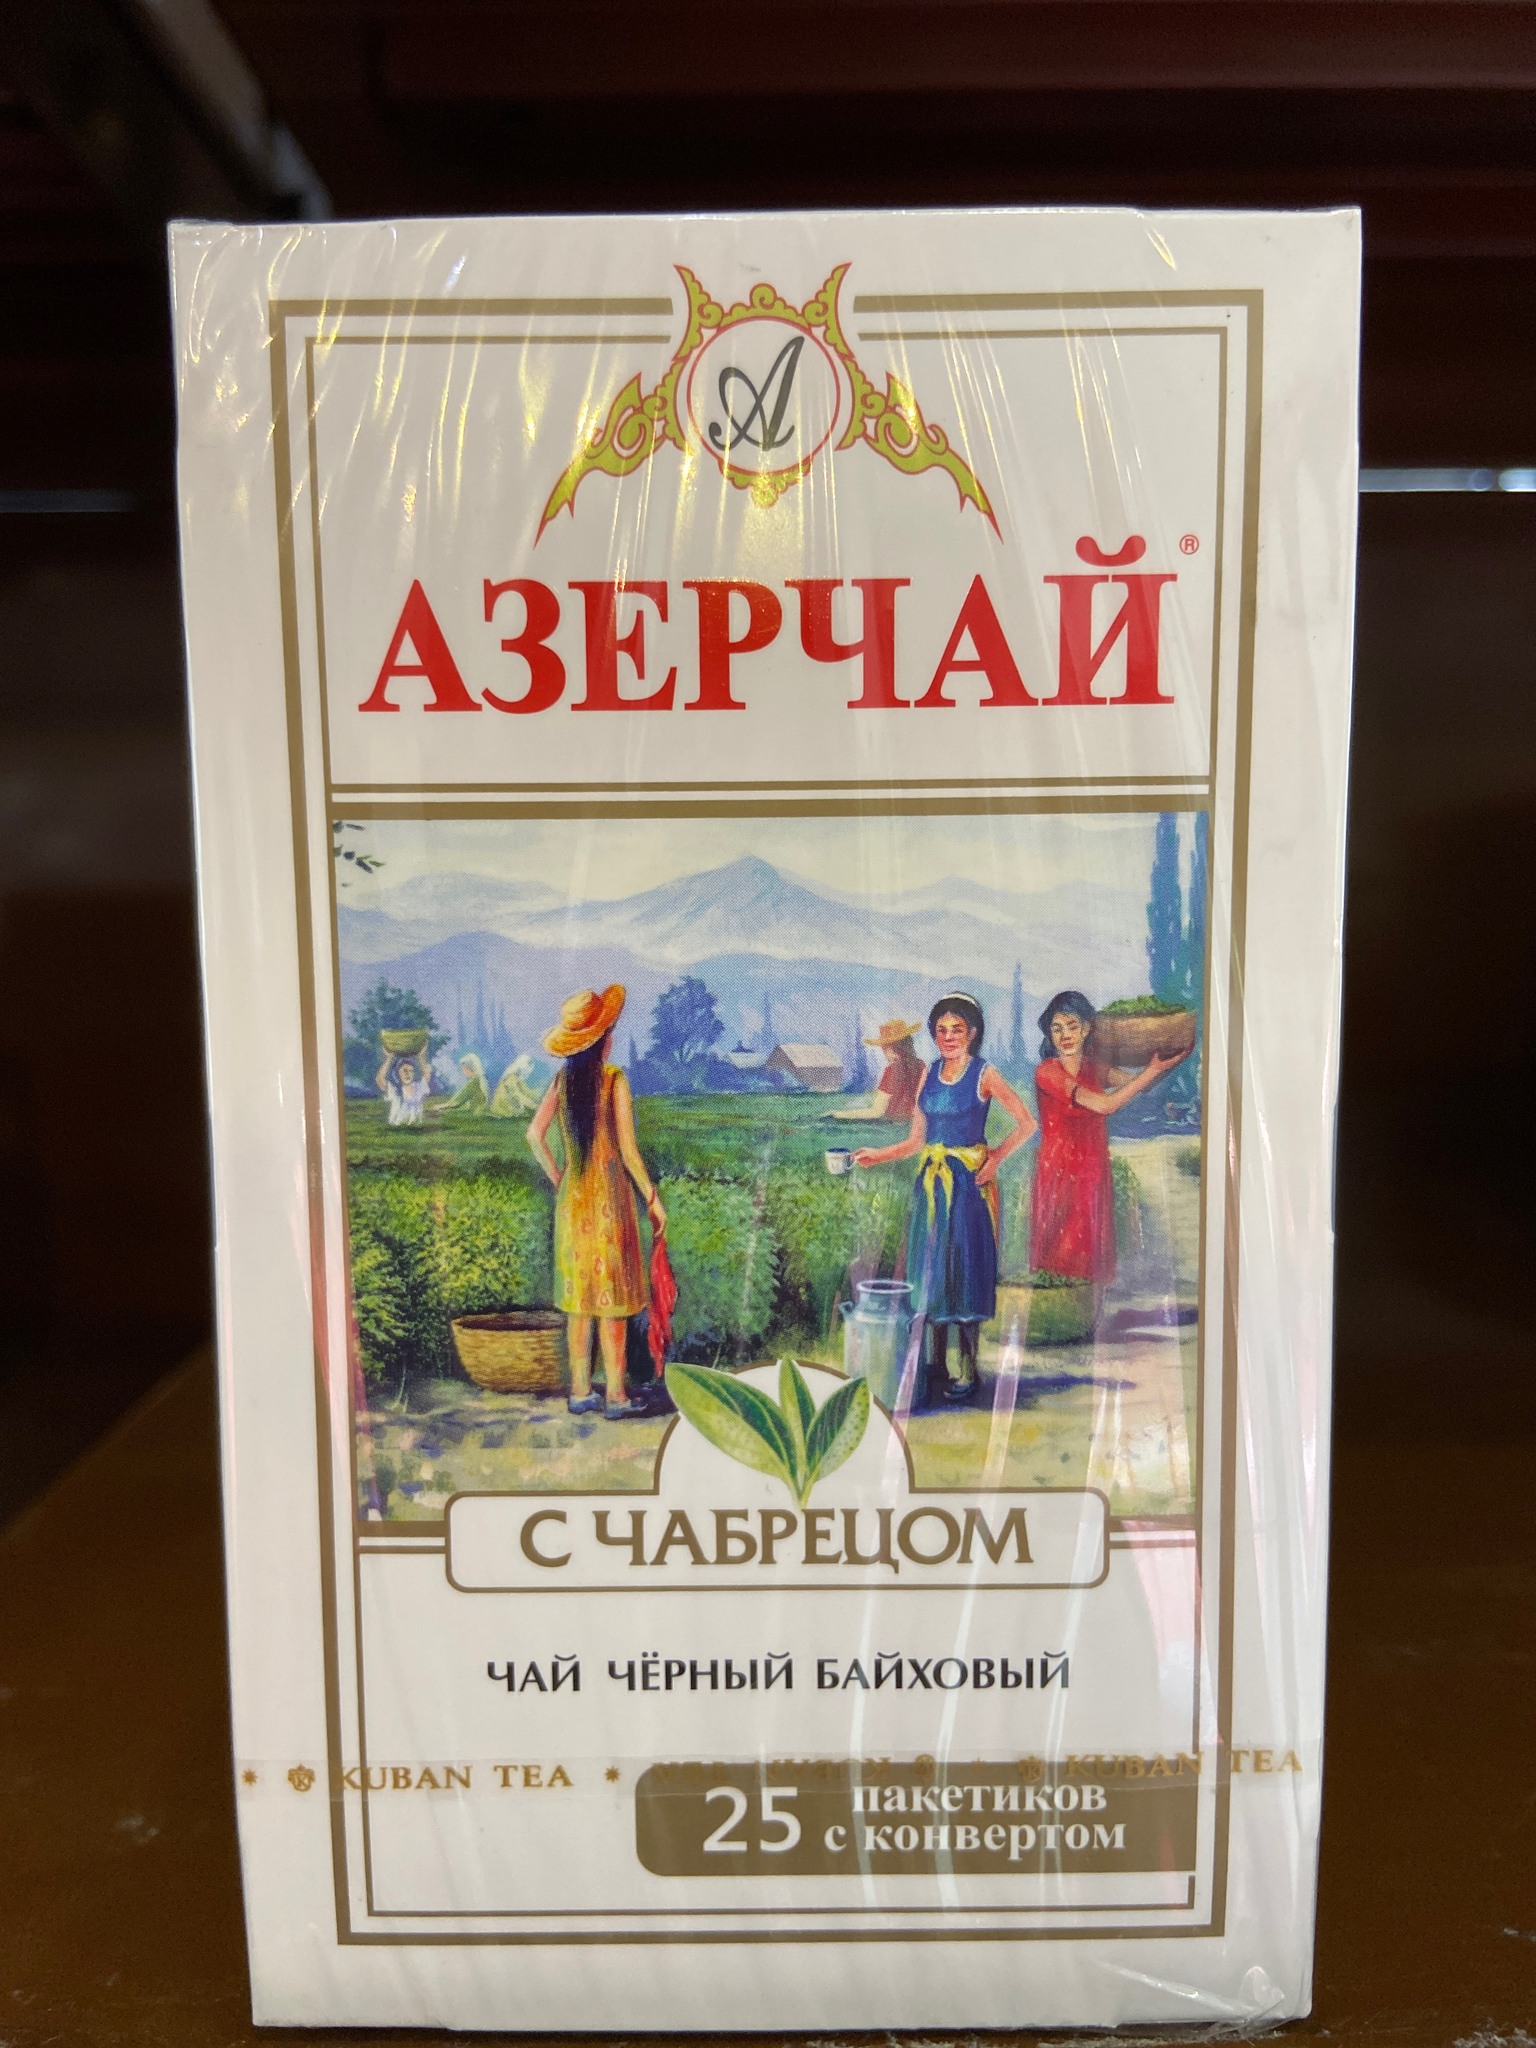 А
АЗЕРЧАЙ®
С ЧАБРЕЦОМ
ЧАЙ ЧЁРНЫЙ БАЙХОВЫЙ
KUBAN TEA KUBAN TEA
25 пакетиков
с конвертом